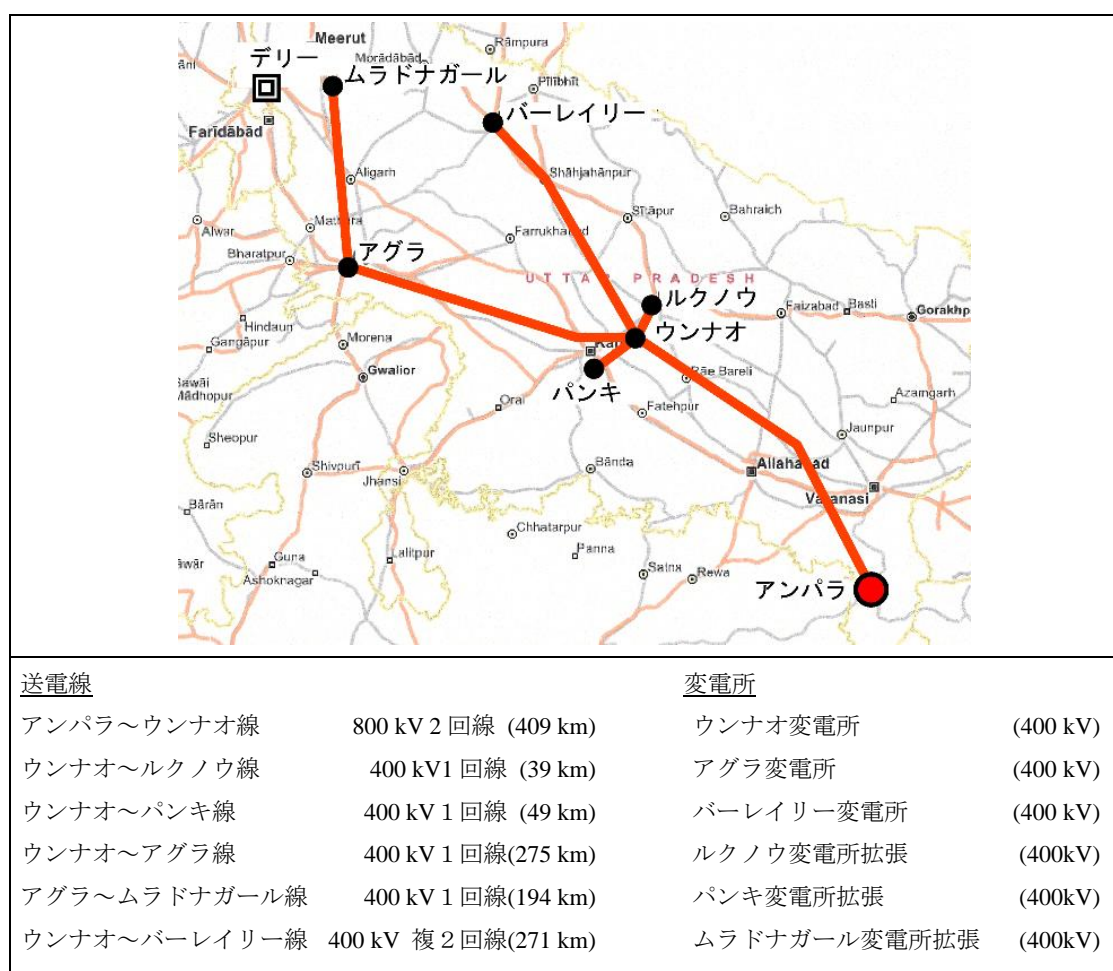 Meerut
Rāmpura
デリー
Morādābād
ムラドナガール
Pīlībhīt
バーレイリー
Farīdābād
Aligarh
Shāhjahānpur
Sītāpur
Bahraich
Alwar
Farrukhabad
Bharatpur
アグラ
UTTAR PRADESH
ルクノウ
Faizabad
Basti
Gorakhp
Hindaun
ウンナオ
Gangāpur
Morena
Gwalior
Rāe Bareli
パンキ
Azamgarh
Sawāi
Mādhopur
Orai
Fatehpur
Jaunpur
Sheopur
Shivpurī
Jhansi
Bānda
Allahabad
Varanasi
Bārān
Chhatarpur
Panna
Guna
Lalitpur
Satna
Rewa
アンパラ
Ashoknagar
送電線 変電所
アンパラ～ウンナオ線 800 kV 2 回線 (409 km) ウンナオ変電所 (400 kV)
ウンナオ～ルクノウ線 400 kV1 回線 (39 km) アグラ変電所 (400 kV)
ウンナオ～パンキ線 400 kV 1 回線 (49 km) バーレイリー変電所 (400 kV)
ウンナオ～アグラ線 400 kV 1 回線(275 km) ルクノウ変電所拡張 (400kV)
アグラ～ムラドナガール線 400 kV 1 回線(194 km) パンキ変電所拡張 (400kV)
ウンナオ～バーレイリー線 400 kV 複２回線(271 km) ムラドナガール変電所拡張 (400kV)